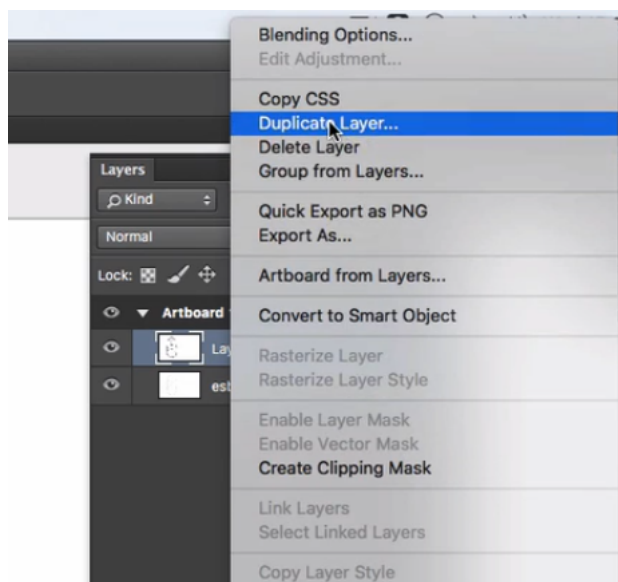 Blending Options...
Edit Adjustment...
Copy CSS
Duplicate Layer...
Delete Layer
Group from Layers...
Quick Export as PNG
Export As...
Artboard from Layers...
Convert to Smart Object
Rasterize Layer
Rasterize Layer Style
Enable Layer Mask
Enable Vector Mask
Create Clipping Mask
Link Layers
Select Linked Layers
Copy Layer Style
Layers
Kind
Normal
Lock:
Artboard
Lay
est